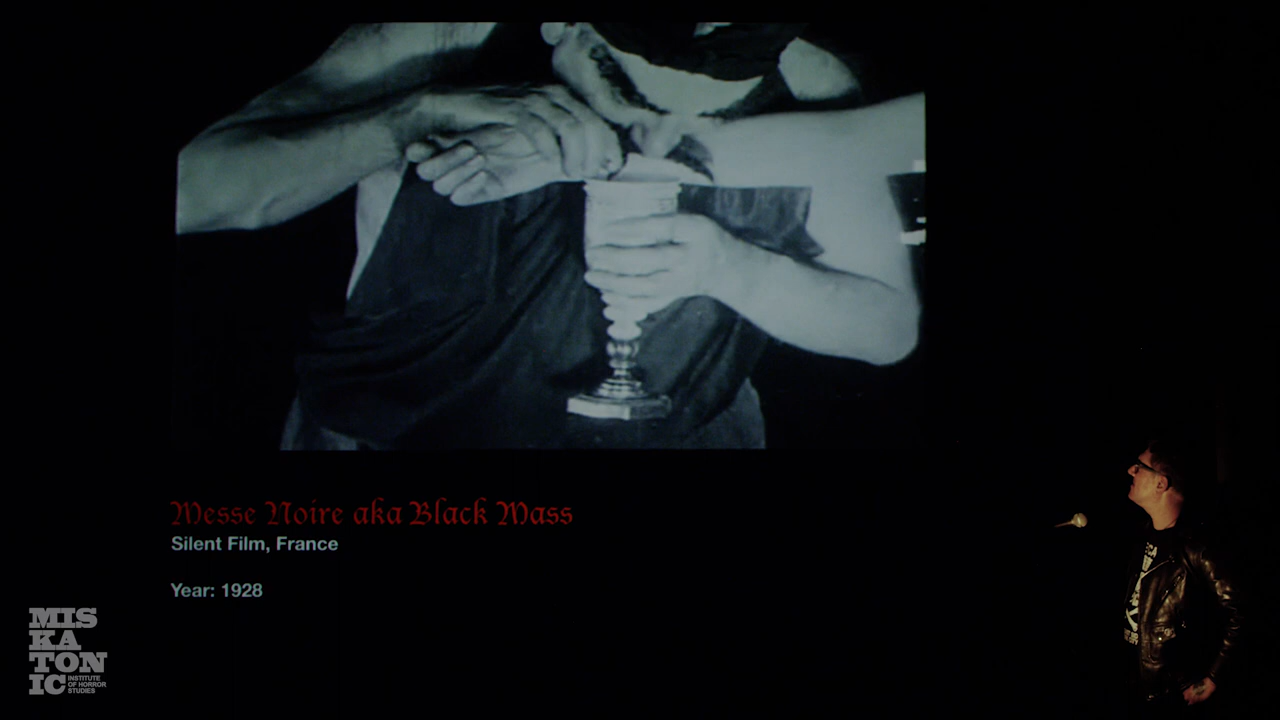 Messe Noire aka Black Mass
Silent Film, France
Year: 1928
MIS
KA
TON
IC INSTITUTE
OF HORROR
STUDIES